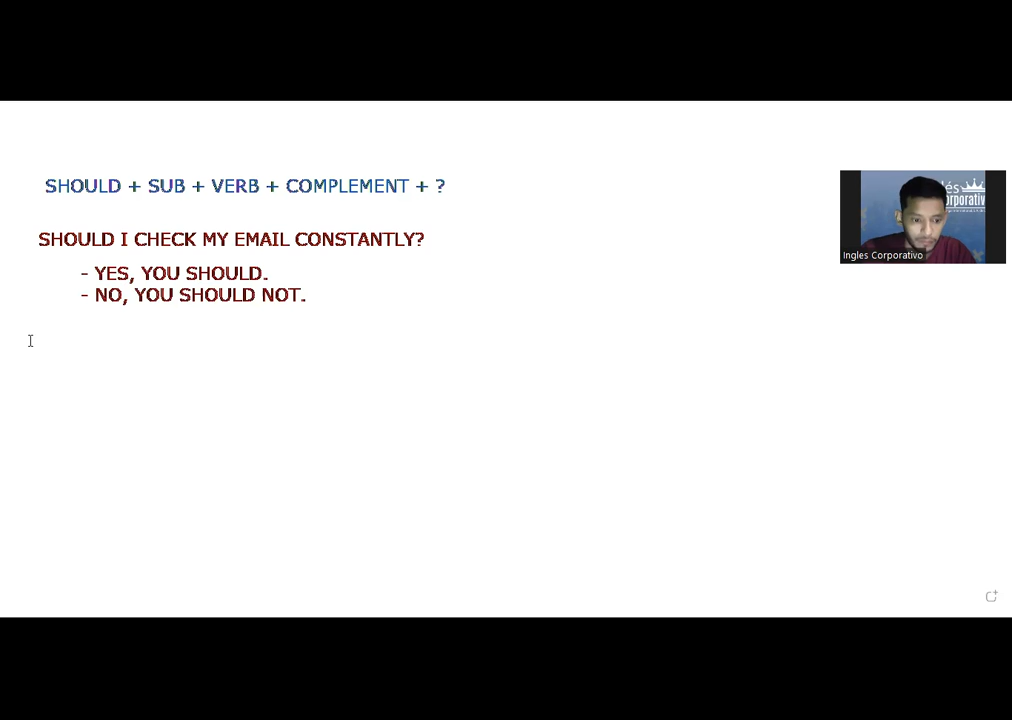 SHOULD + SUB + VERB + COMPLEMENT + ?
SHOULD I CHECK MY EMAIL CONSTANTLY?
- YES, YOU SHOULD.
- NO, YOU SHOULD NOT.
Ingles Corporativo